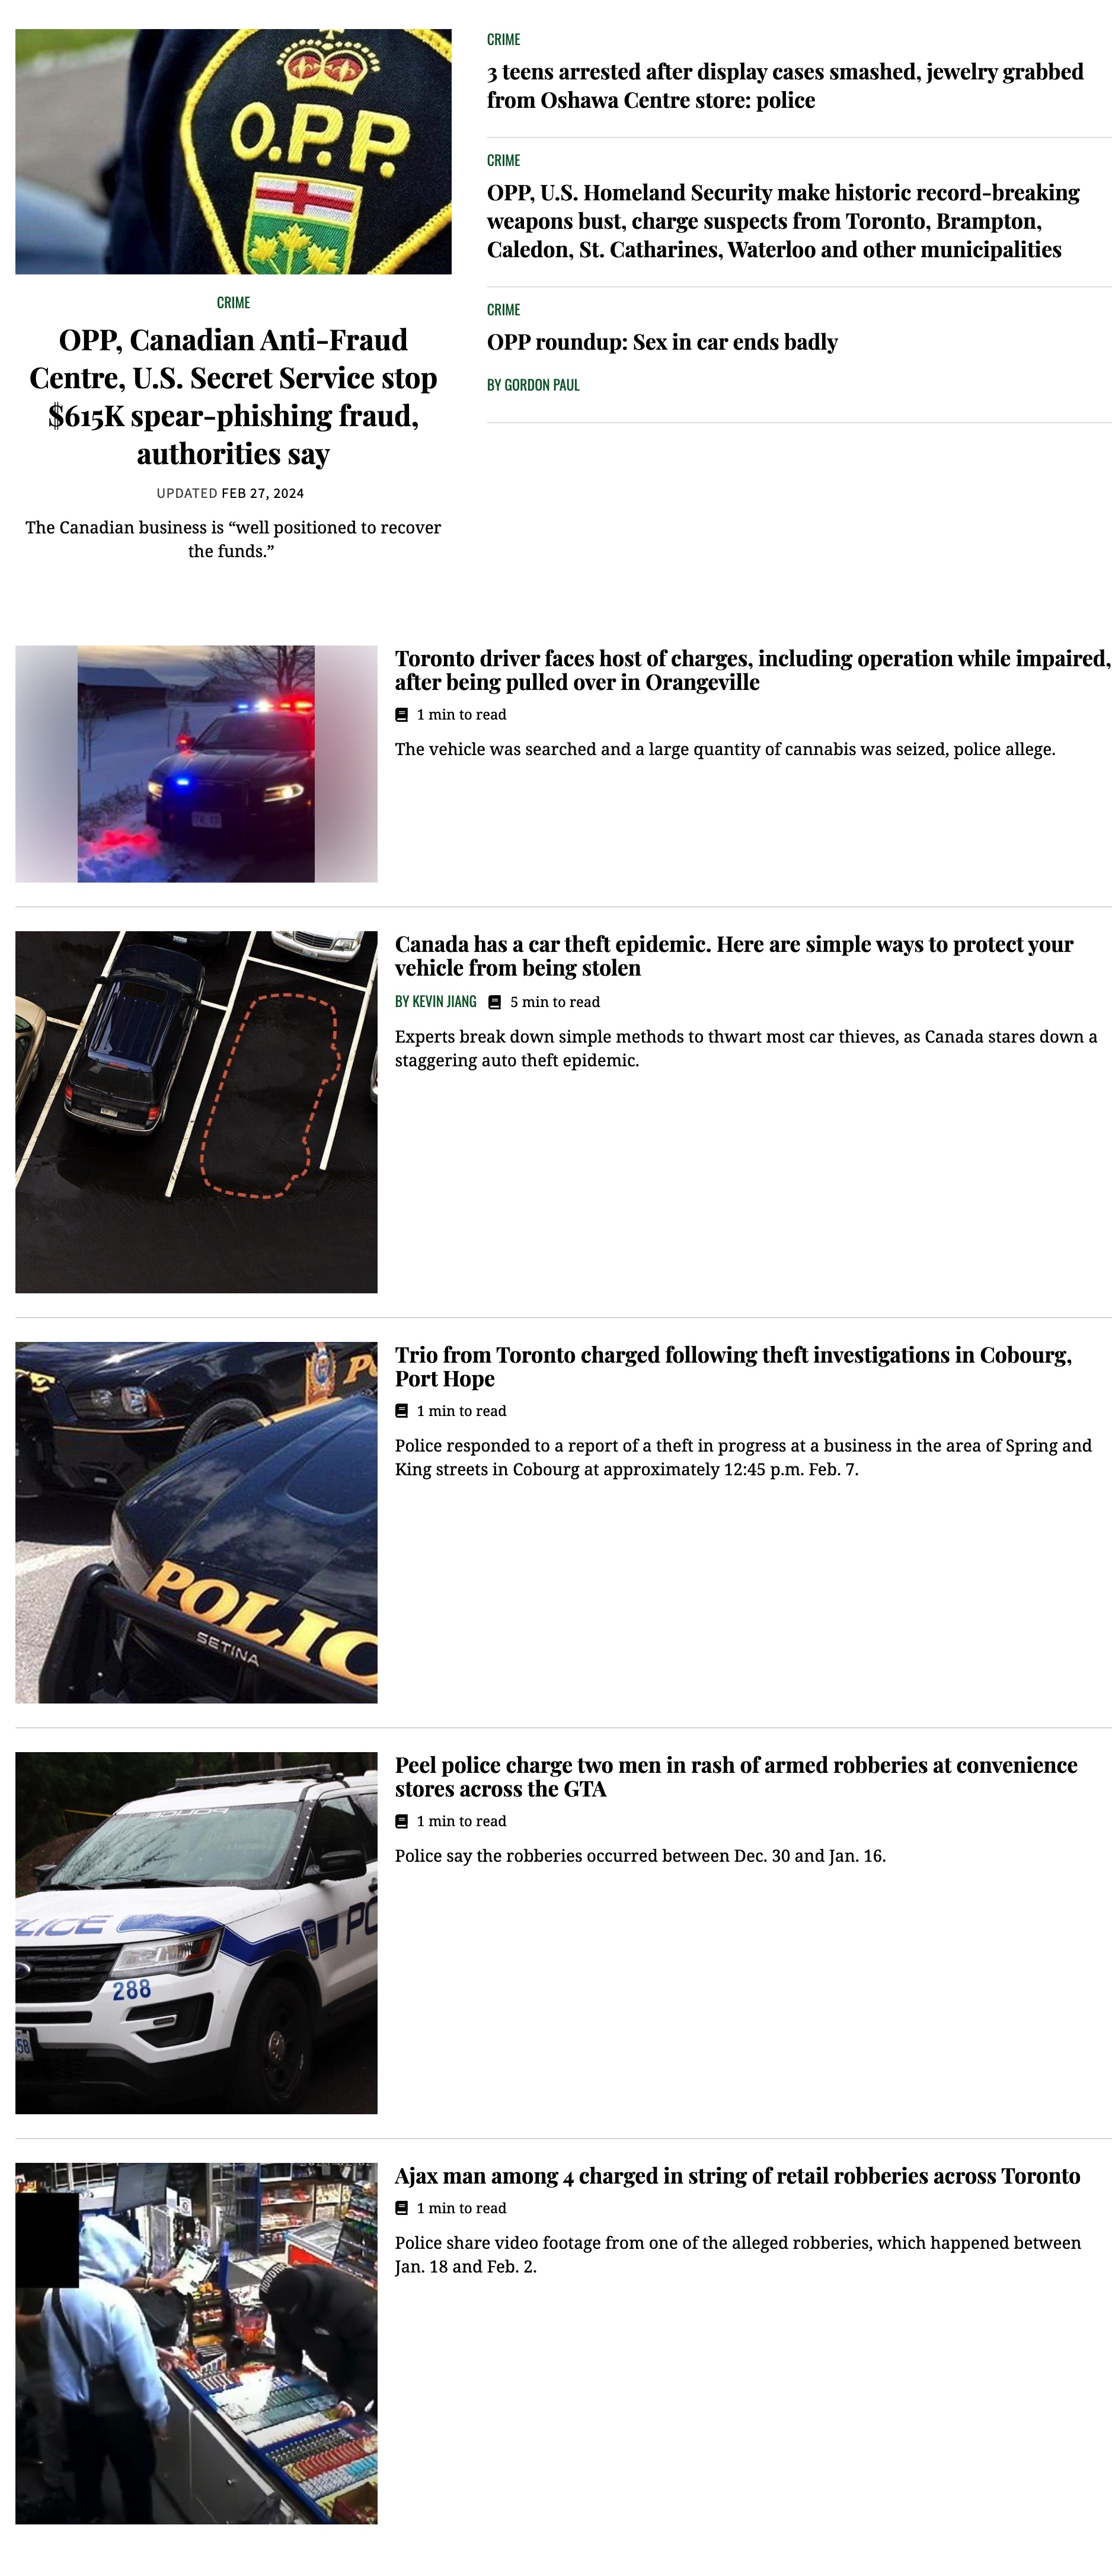 O.P.P.
CRIME
OPP, Canadian Anti-Fraud
Centre, U.S. Secret Service stop
$615K spear-phishing fraud,
authorities say
UPDATED FEB 27, 2024
The Canadian business is “well positioned to recover
the funds.”
CRIME
3 teens arrested after display cases smashed, jewelry grabbed
from Oshawa Centre store: police
CRIME
OPP, U.S. Homeland Security make historic record-breaking
weapons bust, charge suspects from Toronto, Brampton,
Caledon, St. Catharines, Waterloo and other municipalities
CRIME
OPP roundup: Sex in car ends badly
BY GORDON PAUL
Toronto driver faces host of charges, including operation while impaired,
after being pulled over in Orangeville
1 min to read
The vehicle was searched and a large quantity of cannabis was seized, police allege.
Canada has a car theft epidemic. Here are simple ways to protect your
vehicle from being stolen
BY KEVIN JIANG 5 min to read
Experts break down simple methods to thwart most car thieves, as Canada stares down a
staggering auto theft epidemic.
PO
POLIC
SETINA
Trio from Toronto charged following theft investigations in Cobourg,
Port Hope
1 min to read
Police responded to a report of a theft in progress at a business in the area of Spring and
King streets in Cobourg at approximately 12:45 p.m. Feb. 7.
POLICE
LICE
PO
288
58
Peel police charge two men in rash of armed robberies at convenience
stores across the GTA
1 min to read
Police say the robberies occurred between Dec. 30 and Jan. 16.
Ajax man among 4 charged in string of retail robberies across Toronto
1 min to read
Police share video footage from one of the alleged robberies, which happened between
Jan. 18 and Feb. 2.